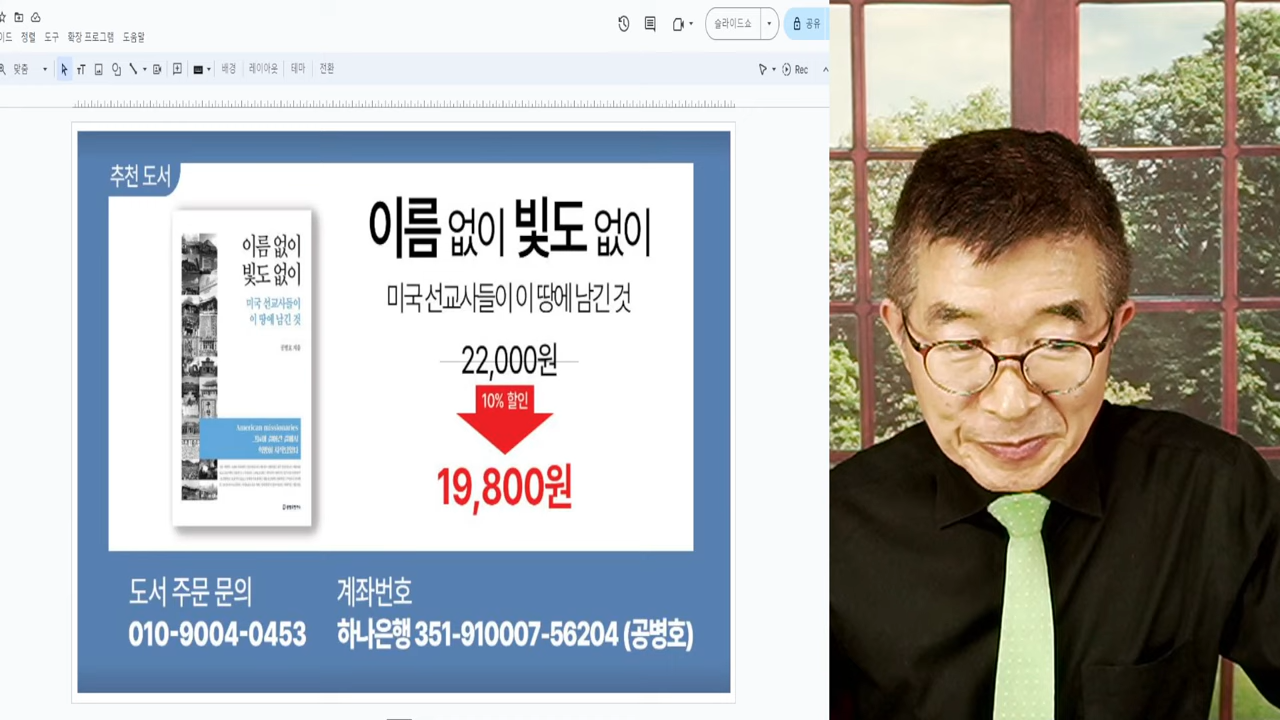 이드 정렬 도구 확장 프로그램 도움말
슬라이드쇼
공유
맞춤
배경 레이아웃 테마 전환
Rec
추천 도서
이름 없이
빛도 없이
미국 선교사들이
이 땅에 남긴 것
공병호 지음
American missionaries
이름 없이 빛도 없이
미국 선교사들이 이 땅에 남긴 것
22,000원
10% 할인
19,800원
도서 주문 문의
010-9004-0453
계좌번호
하나은행 351-910007-56204 (공병호)